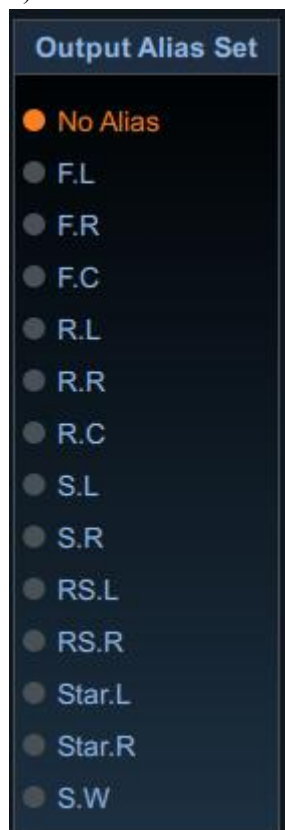 Output Alias Set
No Alias
F.L
F.R
F.C
R.L
R.R
R.C
S.L
S.R
RS.L
RS.R
Star.L
Star.R
S.W